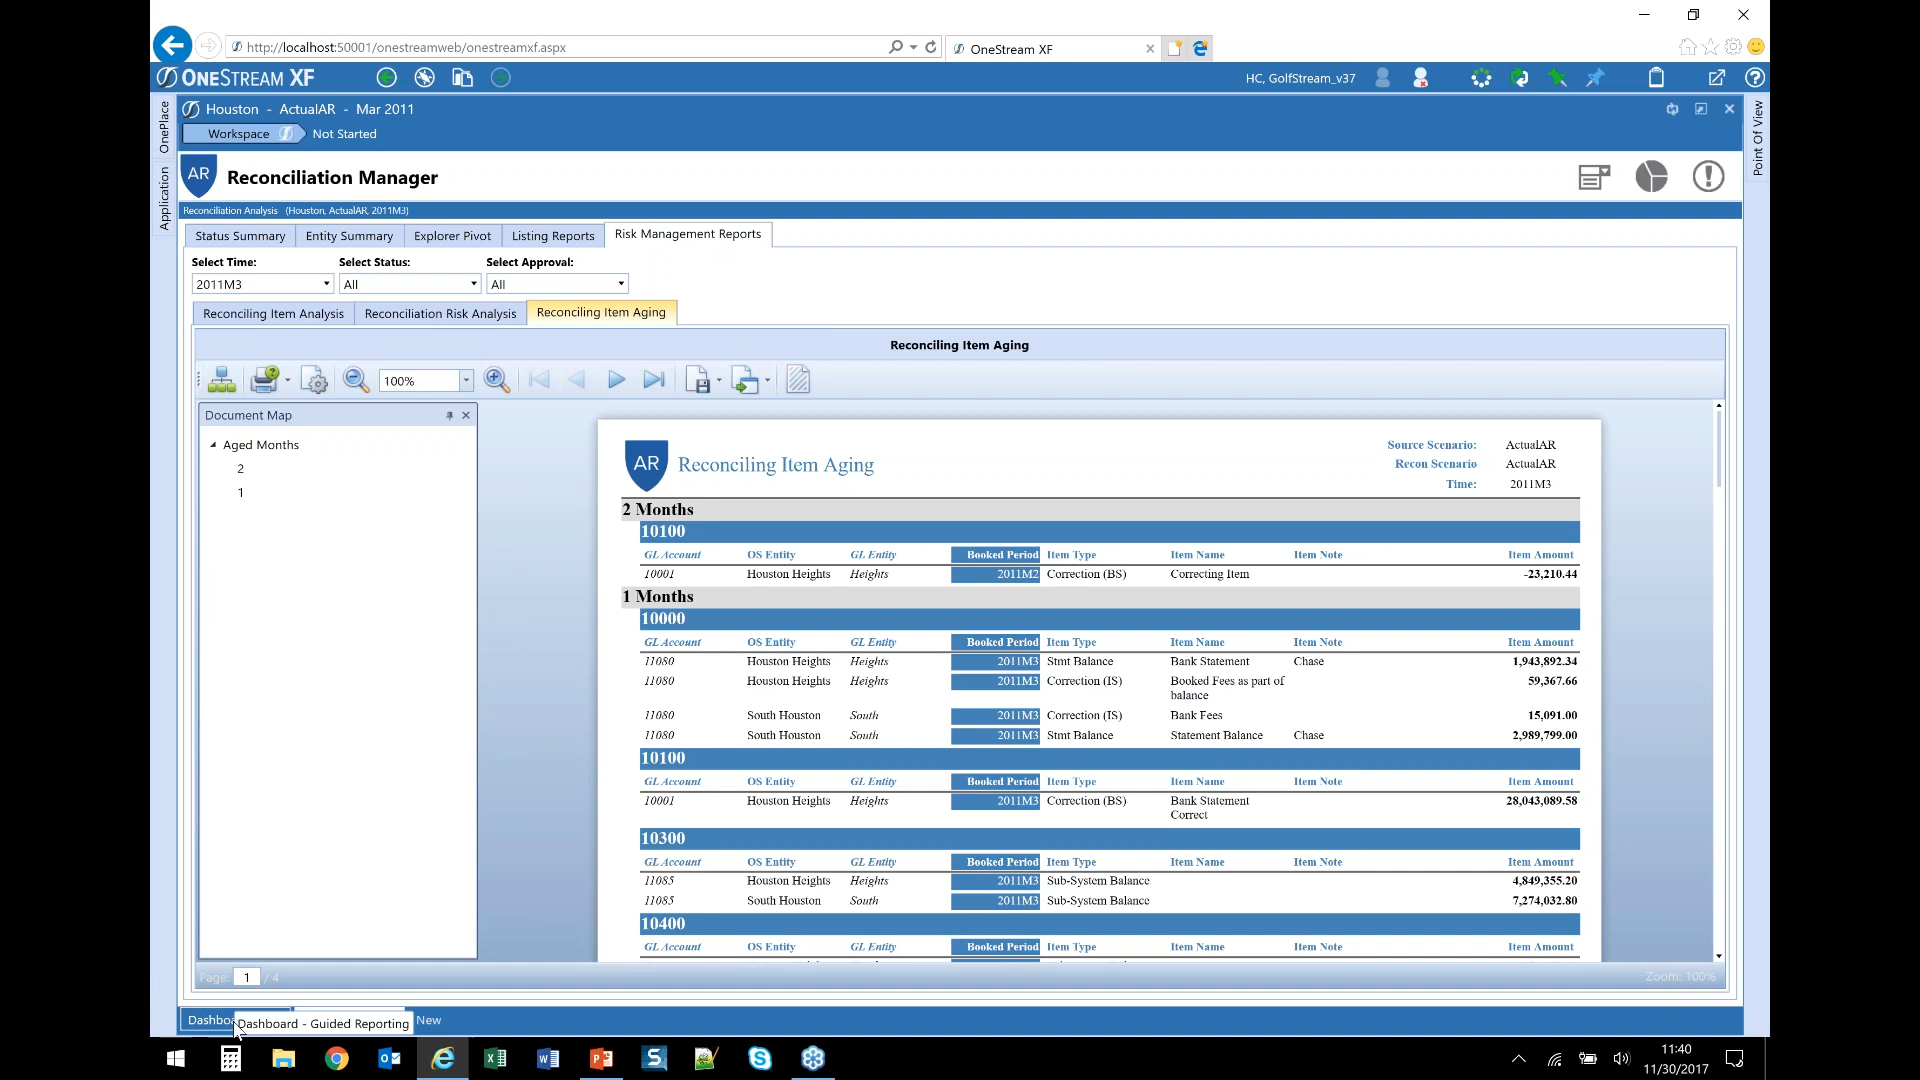 http://localhost:50001/onestreamweb/onestreamxf.aspx
OneStream XF
ONESTREAM XF
HC, GolfStream_v37
OnePlace
Application
Point Of View
Houston - ActualAR - Mar 2011
Workspace
Not Started
AR
Reconciliation Manager
Reconciliation Analysis (Houston, ActualAR, 2011M3)
Status Summary
Entity Summary
Explorer Pivot
Listing Reports
Risk Management Reports
Select Time:
Select Status:
Select Approval:
2011M3
All
All
Reconciling Item Analysis
Reconciliation Risk Analysis
Reconciling Item Aging
Reconciling Item Aging
100%
Document Map
Aged Months
2
1
AR
Reconciling Item Aging
Source Scenario: ActualAR
Recon Scenario ActualAR
Time: 2011M3
2 Months
10100
GL Account OS Entity GL Entity Booked Period Item Type Item Name Item Note Item Amount
10001 Houston Heights Heights 2011M2 Correction (BS) Correcting Item -23,210.44
1 Months
10000
GL Account OS Entity GL Entity Booked Period Item Type Item Name Item Note Item Amount
11080 Houston Heights Heights 2011M3 Stmt Balance Bank Statement Chase 1,943,892.34
11080 Houston Heights Heights 2011M3 Correction (IS) Booked Fees as part of 59,367.66
balance
11080 South Houston South 2011M3 Correction (IS) Bank Fees 15,091.00
11080 South Houston South 2011M3 Stmt Balance Statement Balance Chase 2,989,799.00
10100
GL Account OS Entity GL Entity Booked Period Item Type Item Name Item Note Item Amount
10001 Houston Heights Heights 2011M3 Correction (BS) Bank Statement 28,043,089.58
Correct
10300
GL Account OS Entity GL Entity Booked Period Item Type Item Name Item Note Item Amount
11085 Houston Heights Heights 2011M3 Sub-System Balance 4,849,355.20
11085 South Houston South 2011M3 Sub-System Balance 7,274,032.80
10400
GL Account OS Entity GL Entity Booked Period Item Type Item Name Item Note Item Amount
Page: 1 / 4
Zoom: 100%
Dashbo
Dashboard - Guided Reporting
New
11:40
11/30/2017